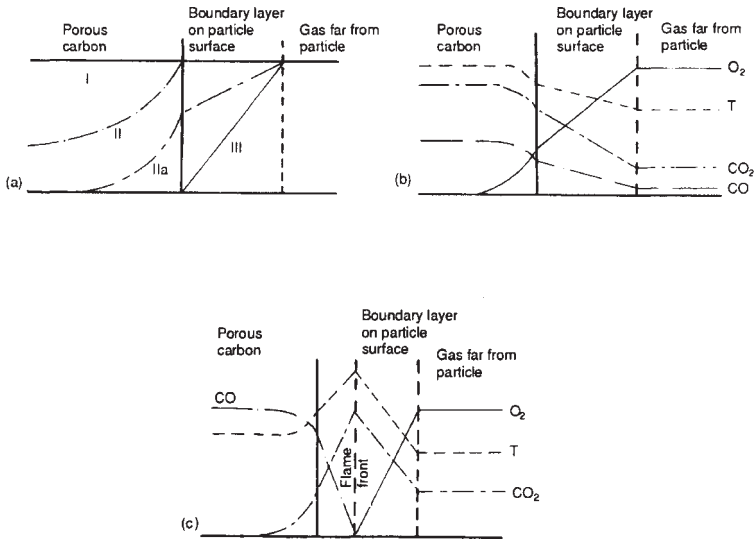 Porous
carbon
Boundary layer
on particle
surface
Gas far from
particle
I
II
IIa
III
(a)
Porous
carbon
Boundary layer
on particle
surface
Gas far from
particle
O₂
T
CO₂
CO
(b)
Porous
carbon
Boundary layer
on particle
surface
Gas far from
particle
CO
Flame
front
O₂
T
CO₂
(c)